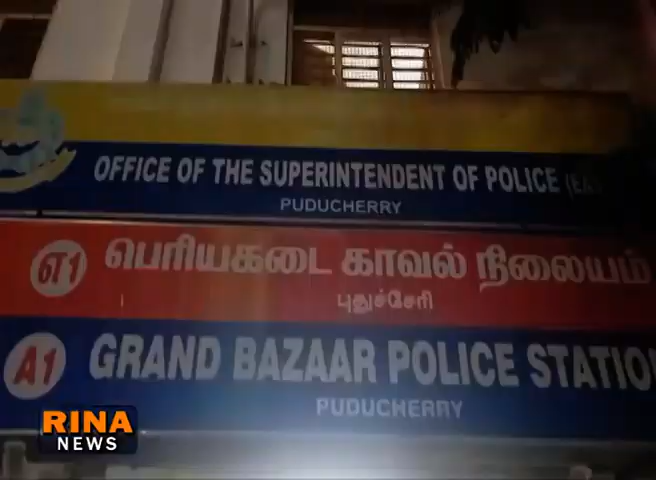 OFFICE OF THE SUPERINTENDENT OF POLICE
PUDUCHERRY
எ1 பெரியகடை காவல் நிலையம்
புதுச்சேரி
A1 GRAND BAZAAR POLICE STATION
PUDUCHERRY
RINA
NEWS